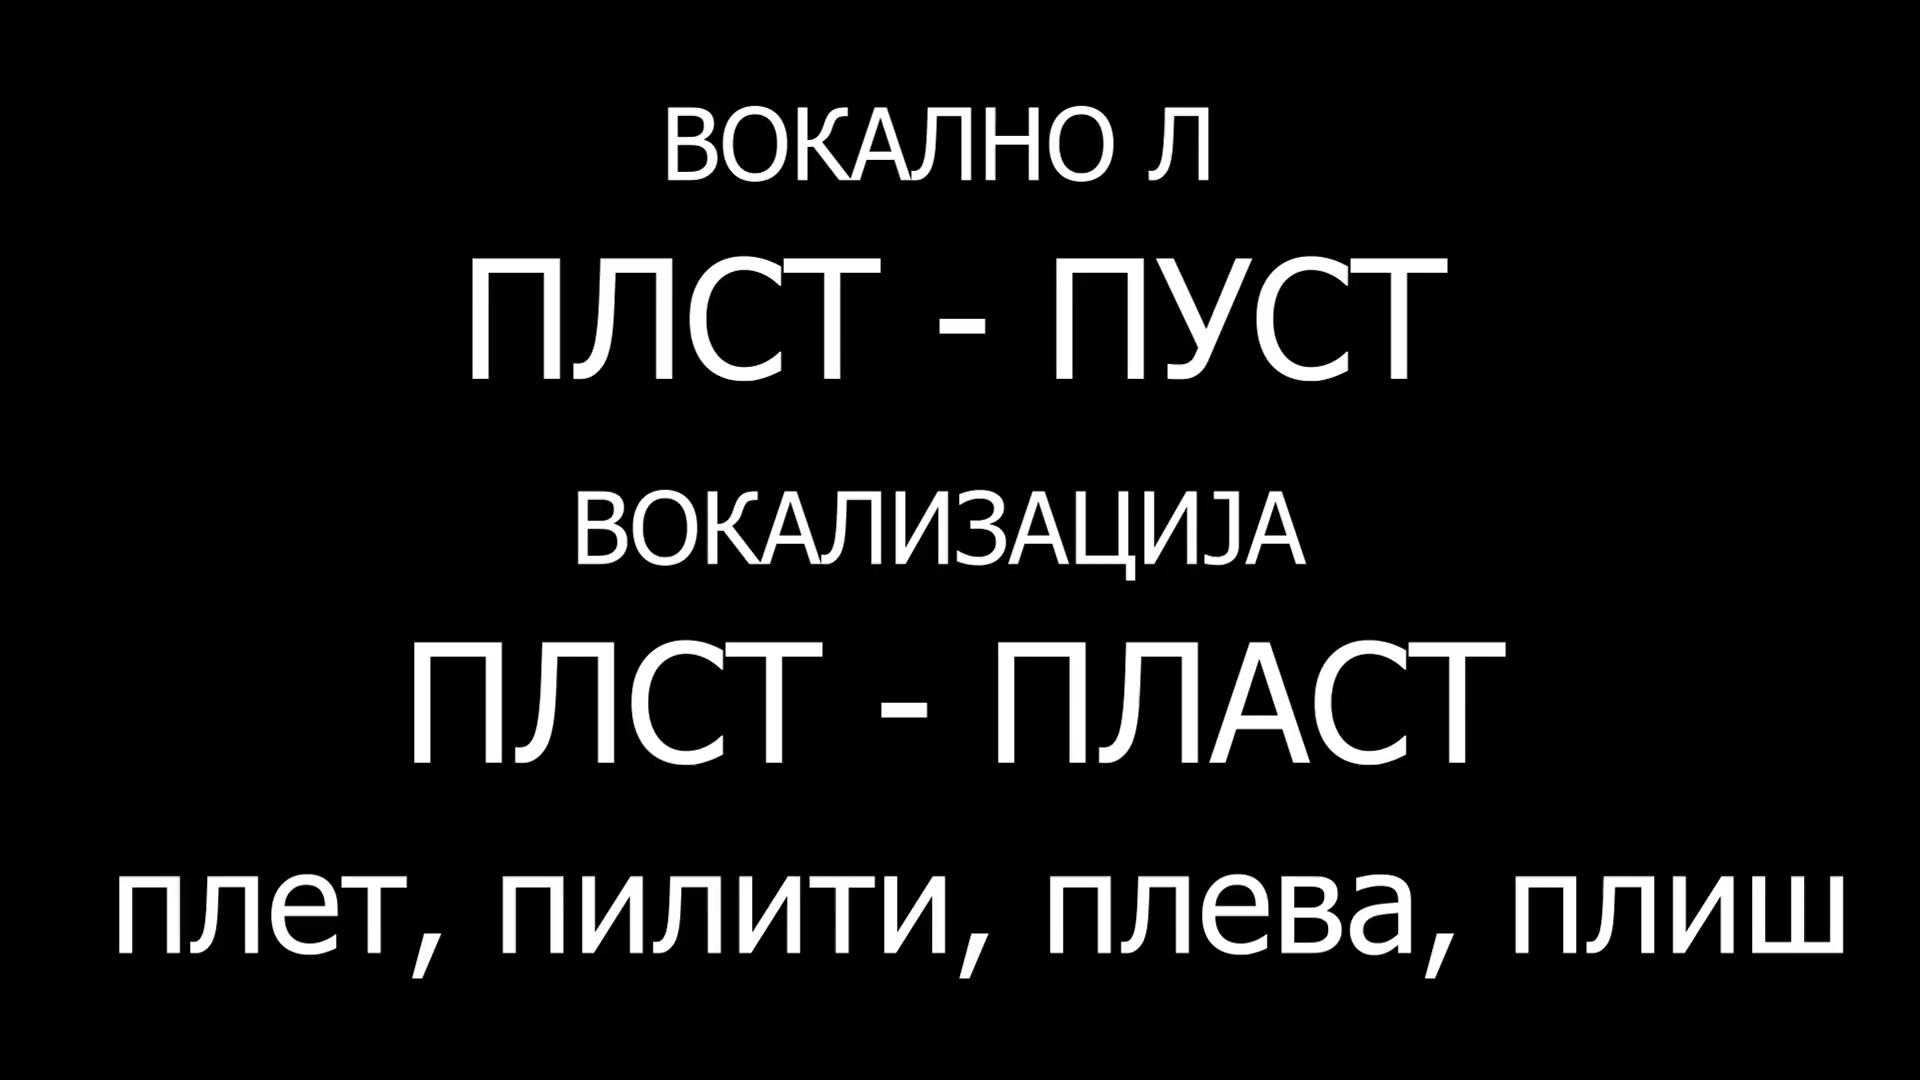 ВОКАЛНО Л
ПЛСТ - ПУСТ
ВОКАЛИЗАЦИЈА
ПЛСТ - ПЛАСТ
плет, пилити, плева, плиш